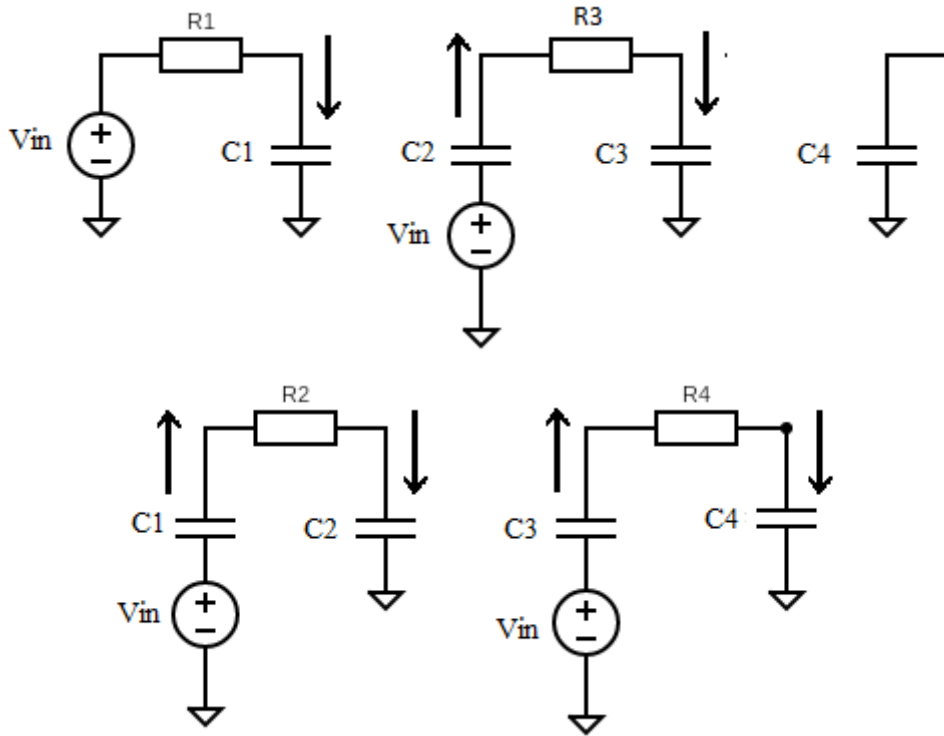 R1
R3
Vin + − C1 C2 C3 C4
Vin + −
R2 R4
C1 C2 C3 C4
Vin + − Vin + −